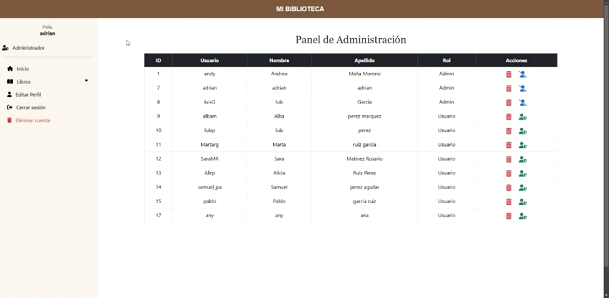 MI BIBLIOTECA
Hola
adrian
Administrador
Inicio
Libros
Editar Perfil
Cerrar sesión
Eliminar cuenta
Panel de Administración
ID Usuario Nombre Apellido Rol Acciones
1 andy Andrea Maña Moreno Admin
7 adrian adrian adrian Admin
8 luisG luis Garcia Admin
9 albam Alba perez marquez Usuario
10 luisp luis perez Usuario
11 Martarg Marta ruiz garcia Usuario
12 SaraMR Sara Matinez Rosario Usuario
13 Alirp Alicia Ruiz Perez Usuario
14 samuel_pa Samuel perez aguilar Usuario
15 pablo Pablo garcia ruiz Usuario
17 any any ana Usuario